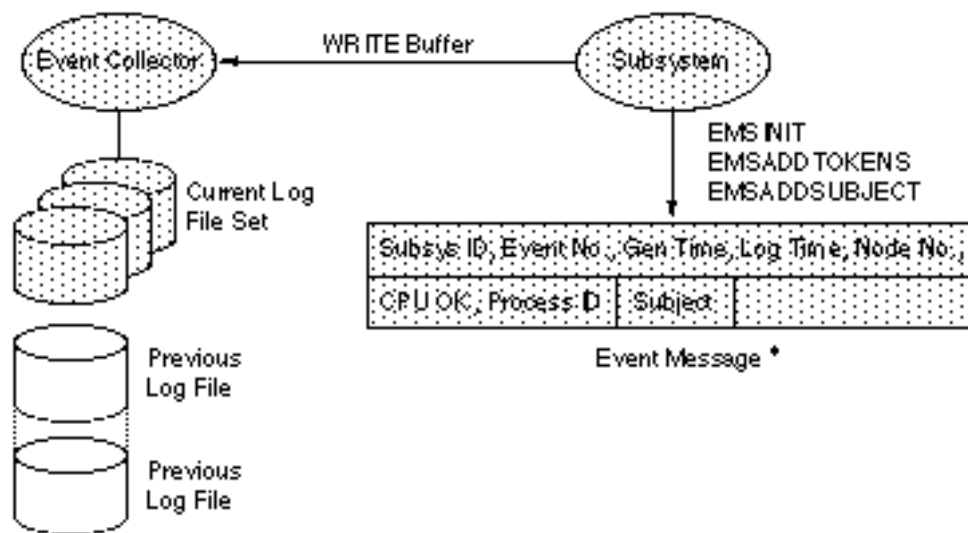 Event Collector
WRITE Buffer
Subsystem
EMSINIT
EMSADDTOKENS
EMSADDSUBJECT
Current Log
File Set
Subsys ID, Event No., Gen Time, Log Time, Node No.,
CPU OK, Process ID
Subject
Event Message *
Previous
Log File
Previous
Log File